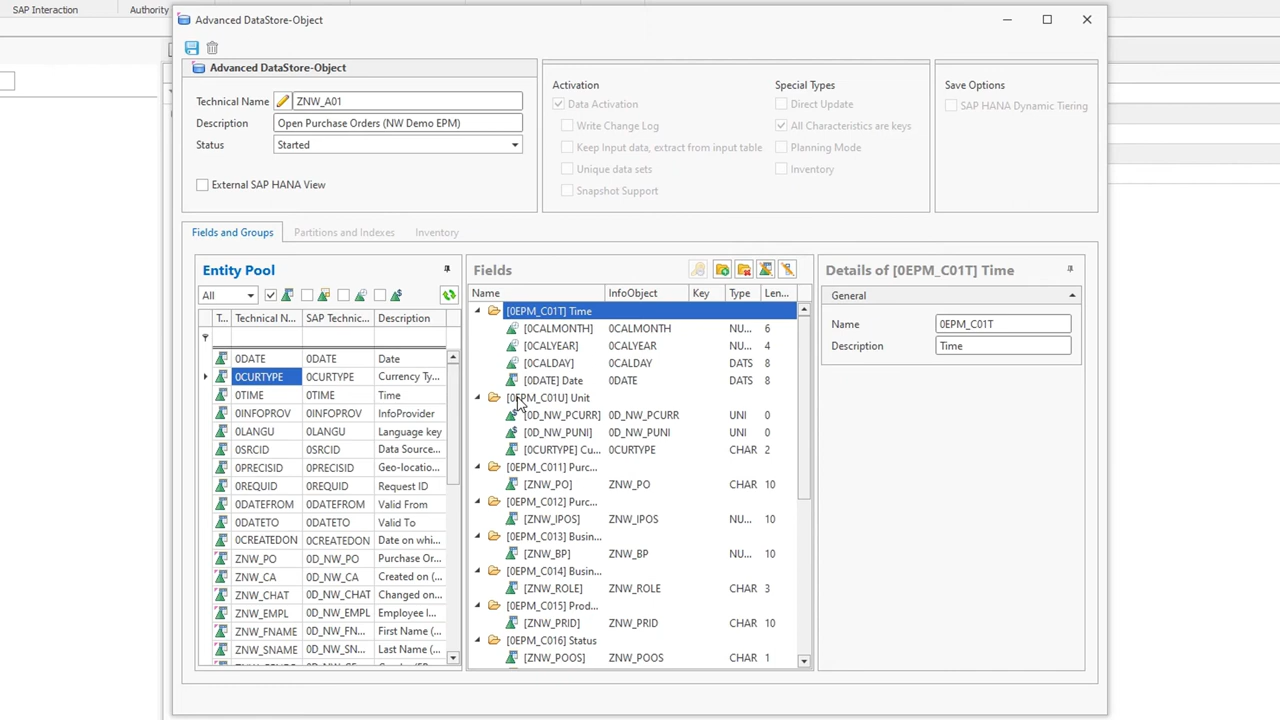 SAP Interaction
Authority
Advanced DataStore-Object
Advanced DataStore-Object
Technical Name
ZNW_A01
Description
Open Purchase Orders (NW Demo EPM)
Status
Started
External SAP HANA View
Activation
Data Activation
Write Change Log
Keep Input data, extract from input table
Unique data sets
Snapshot Support
Special Types
Direct Update
All Characteristics are keys
Planning Mode
Inventory
Save Options
SAP HANA Dynamic Tiering
Fields and Groups
Partitions and Indexes
Inventory
Entity Pool
All
T... Technical N... SAP Technic... Description
0DATE 0DATE Date
0CURTYPE 0CURTYPE Currency Ty...
0TIME 0TIME Time
0INFOPROV 0INFOPROV InfoProvider
0LANGU 0LANGU Language key
0SRCID 0SRCID Data Source...
0PRECISID 0PRECISID Geo-locatio...
0REQUID 0REQUID Request ID
0DATEFROM 0DATEFROM Valid From
0DATETO 0DATETO Valid To
0CREATEDON 0CREATEDON Date on whi...
ZNW_PO 0D_NW_PO Purchase Or...
ZNW_CA 0D_NW_CA Created on (...
ZNW_CHAT 0D_NW_CHAT Changed on...
ZNW_EMPL 0D_NW_EMPL Employee I...
ZNW_FNAME 0D_NW_FN... First Name (...
ZNW_SNAME 0D_NW_SN... Last Name (...
Fields
Name InfoObject Key Type Len...
[0EPM_C01T] Time
[0CALMONTH] 0CALMONTH NU... 6
[0CALYEAR] 0CALYEAR NU... 4
[0CALDAY] 0CALDAY DATS 8
[0DATE] Date 0DATE DATS 8
[0EPM_C01U] Unit
[0D_NW_PCURR] 0D_NW_PCURR UNI 0
[0D_NW_PUNI] 0D_NW_PUNI UNI 0
[0CURTYPE] Cu... 0CURTYPE CHAR 2
[0EPM_C011] Purc...
[ZNW_PO] ZNW_PO CHAR 10
[0EPM_C012] Purc...
[ZNW_IPOS] ZNW_IPOS NU... 10
[0EPM_C013] Busin...
[ZNW_BP] ZNW_BP NU... 10
[0EPM_C014] Busin...
[ZNW_ROLE] ZNW_ROLE CHAR 3
[0EPM_C015] Prod...
[ZNW_PRID] ZNW_PRID CHAR 10
[0EPM_C016] Status
[ZNW_POOS] ZNW_POOS CHAR 1
Details of [0EPM_C01T] Time
General
Name
0EPM_C01T
Description
Time